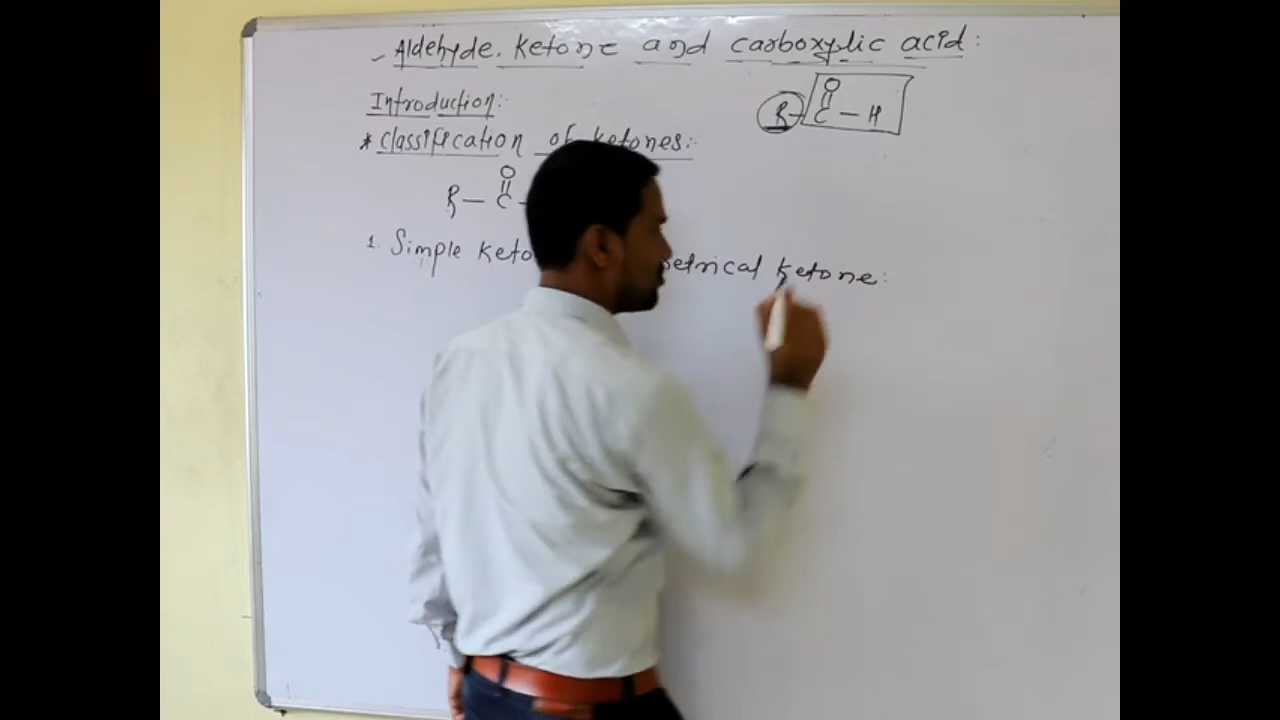 Aldehyde. Ketone and carboxylic acid:
Introduction:
O
R - C - H
* Classification of Ketones:
O
R - C -
1. Simple Ketone: